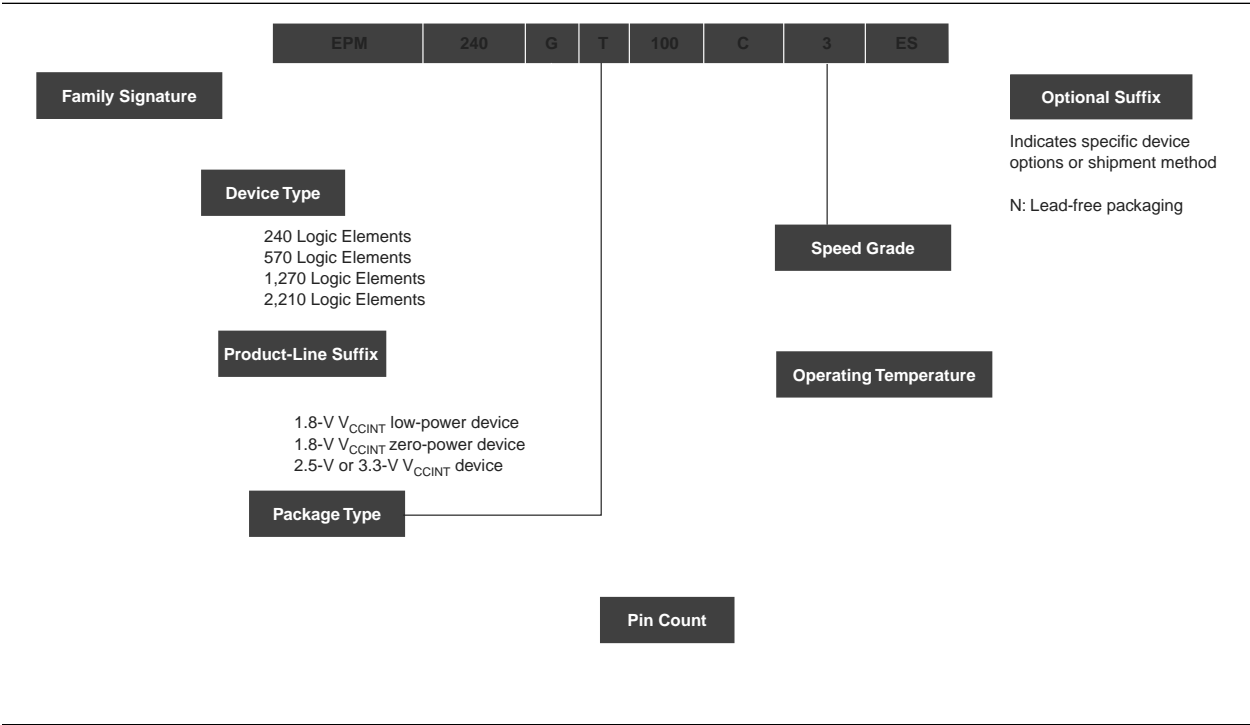 EPM 240 G T 100 C 3 ES
Family Signature
Optional Suffix
Indicates specific device
options or shipment method
N: Lead-free packaging
Device Type
240 Logic Elements
570 Logic Elements
1,270 Logic Elements
2,210 Logic Elements
Speed Grade
Product-Line Suffix
Operating Temperature
1.8-V VCCINT low-power device
1.8-V VCCINT zero-power device
2.5-V or 3.3-V VCCINT device
Package Type
Pin Count